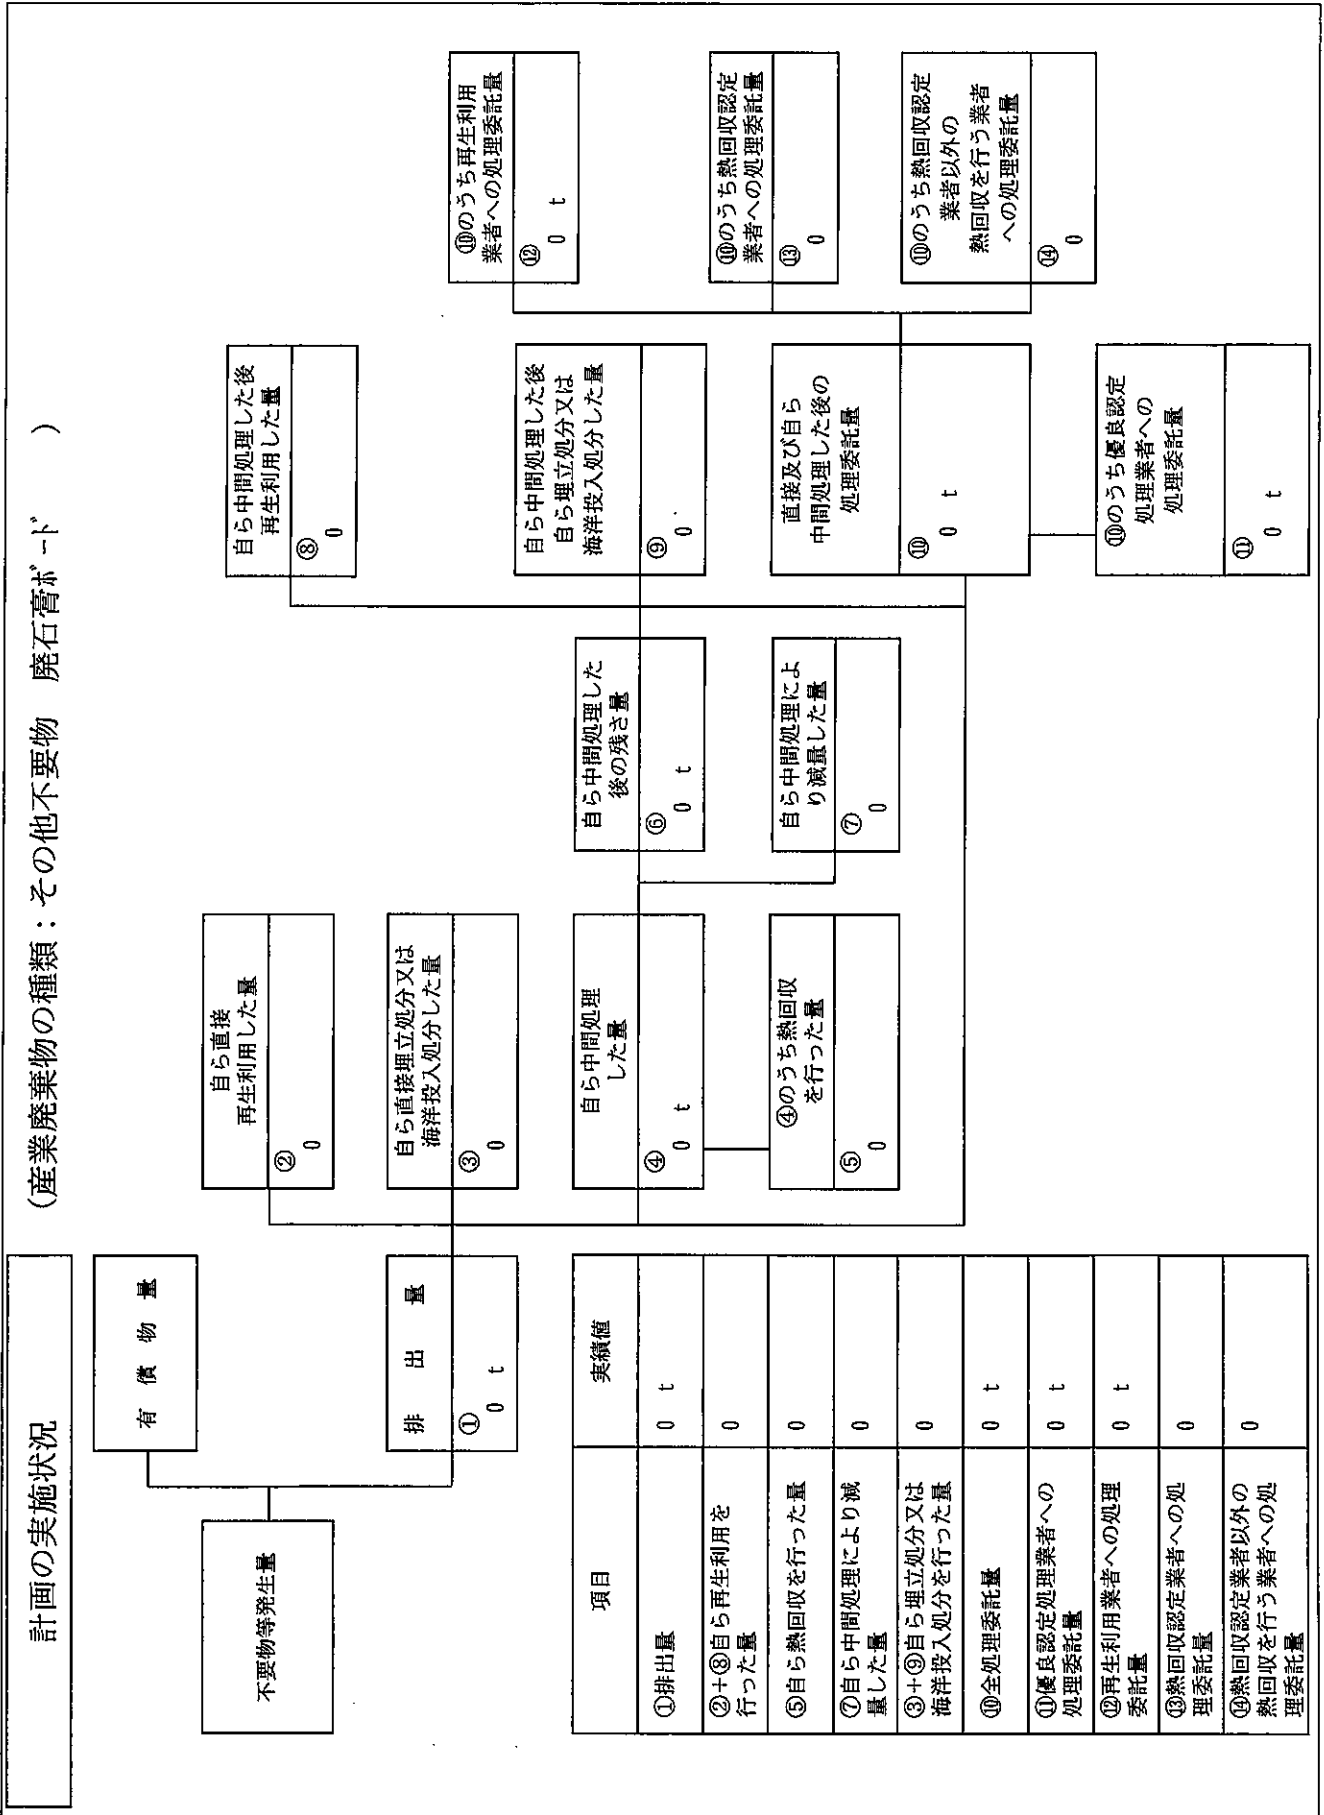 計画の実施状況
(産業廃棄物の種類：その他不要物　廃石膏ボード　)
不要物等発生量
有償物量
排出量
① 0 t
自ら直接
再生利用した量
② 0
自ら直接埋立処分又は
海洋投入処分した量
③ 0
自ら中間処理
した量
④ 0 t
④のうち熱回収
を行った量
⑤ 0
自ら中間処理した
後の残さ量
⑥ 0 t
自ら中間処理によ
り減量した量
⑦ 0
自ら中間処理した後
再生利用した量
⑧ 0
自ら中間処理した後
自ら埋立処分又は
海洋投入処分した量
⑨ 0
直接及び自ら
中間処理した後の
処理委託量
⑩ 0 t
⑩のうち優良認定
処理業者への
処理委託量
⑪ 0 t
⑩のうち再生利用
業者への処理委託量
⑫ 0 t
⑩のうち熱回収認定
業者への処理委託量
⑬ 0
⑩のうち熱回収認定
業者以外の
熱回収を行う業者
への処理委託量
⑭ 0
項目 実績値
①排出量 0 t
②+⑧自ら再生利用を
行った量 0
⑤自ら熱回収を行った量 0
⑦自ら中間処理により減
量した量 0
③+⑨自ら埋立処分又は
海洋投入処分を行った量 0
⑩全処理委託量 0 t
⑪優良認定処理業者への
処理委託量 0 t
⑫再生利用業者への処理
委託量 0 t
⑬熱回収認定業者への処
理委託量 0
⑭熱回収認定業者以外の
熱回収を行う業者への処
理委託量 0